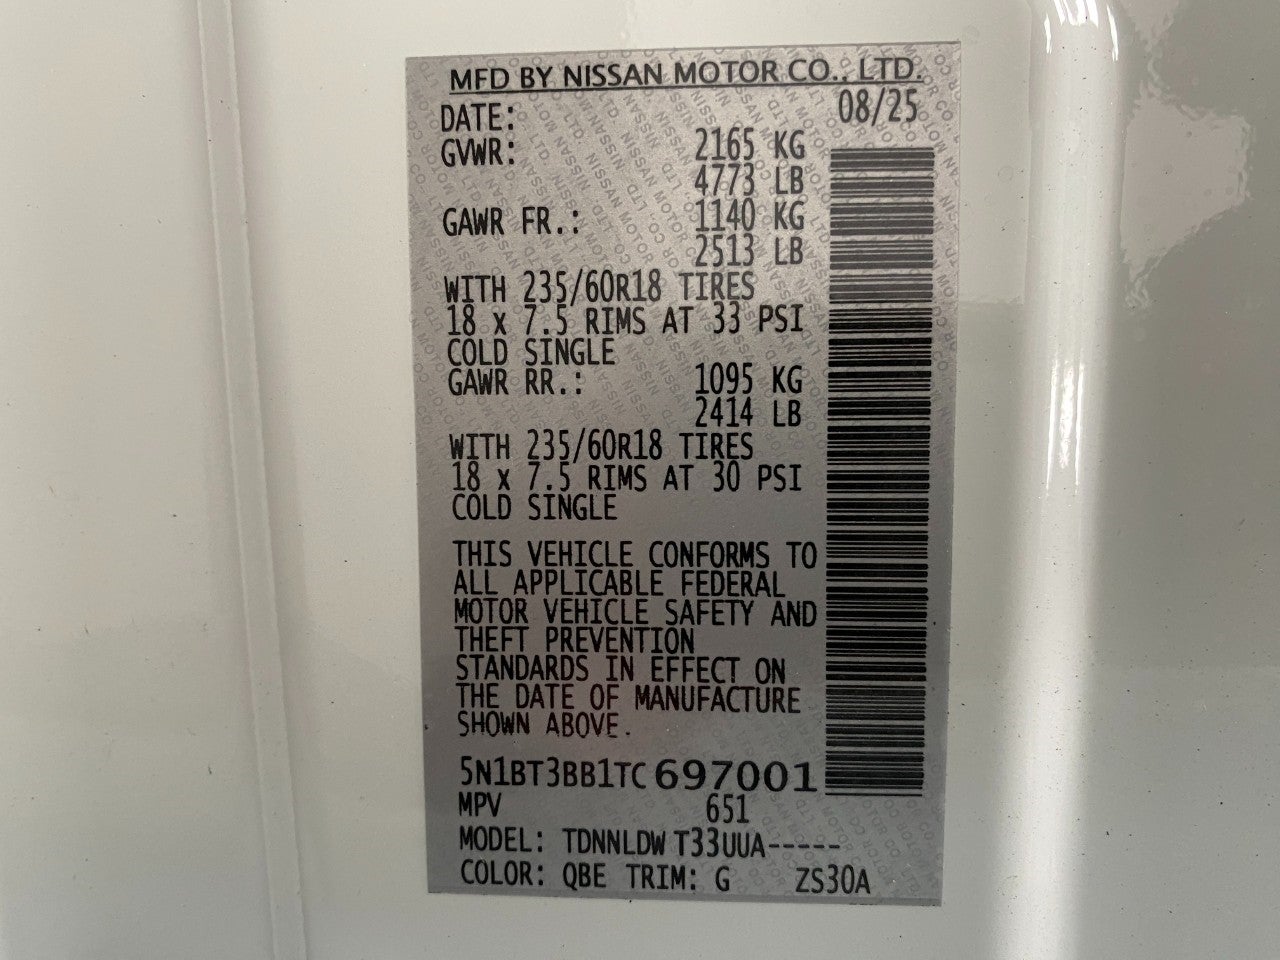 MFD BY NISSAN MOTOR CO., LTD.
DATE: 08/25
GVWR: 2165 KG
4773 LB
GAWR FR.: 1140 KG
2513 LB
WITH 235/60R18 TIRES
18 x 7.5 RIMS AT 33 PSI
COLD SINGLE
GAWR RR.: 1095 KG
2414 LB
WITH 235/60R18 TIRES
18 x 7.5 RIMS AT 30 PSI
COLD SINGLE
THIS VEHICLE CONFORMS TO
ALL APPLICABLE FEDERAL
MOTOR VEHICLE SAFETY AND
THEFT PREVENTION
STANDARDS IN EFFECT ON
THE DATE OF MANUFACTURE
SHOWN ABOVE.
5N1BT3BB1TC697001
MPV 651
MODEL: TDNNLDW T33UUA-----
COLOR: QBE TRIM: G ZS30A